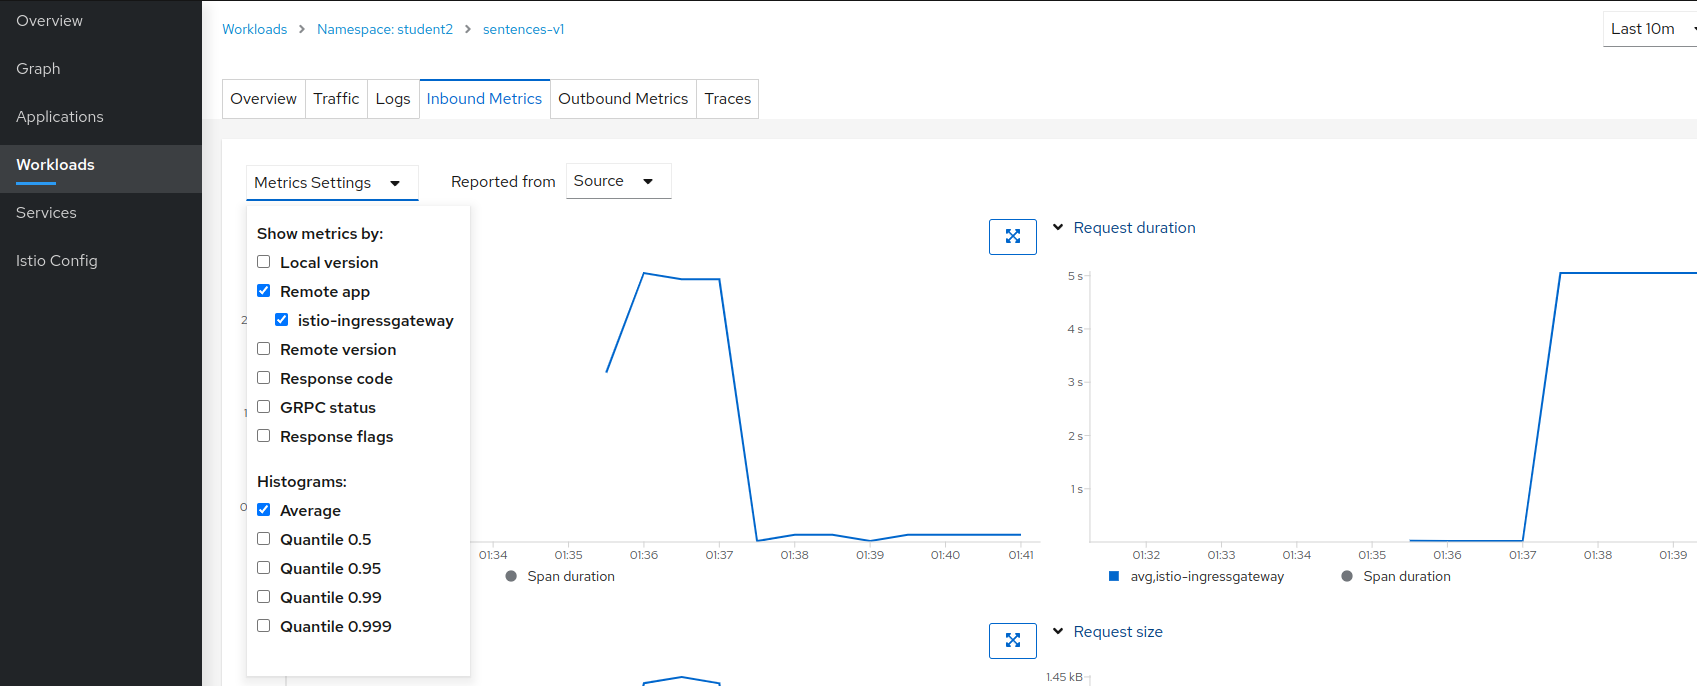 Overview
Graph
Applications
Workloads
Services
Istio Config
Workloads > Namespace: student2 > sentences-v1
Last 10m
Overview Traffic Logs Inbound Metrics Outbound Metrics Traces
Metrics Settings
Reported from Source
Show metrics by:
Local version
Remote app
istio-ingressgateway
Remote version
Response code
GRPC status
Response flags
Histograms:
Average
Quantile 0.5
Quantile 0.95
Quantile 0.99
Quantile 0.999
2
1
0
01:34 01:35 01:36 01:37 01:38 01:39 01:40 01:41
Span duration
Request duration
5 s
4 s
3 s
2 s
1 s
01:32 01:33 01:34 01:35 01:36 01:37 01:38 01:39
avg,istio-ingressgateway Span duration
Request size
1.45 kB